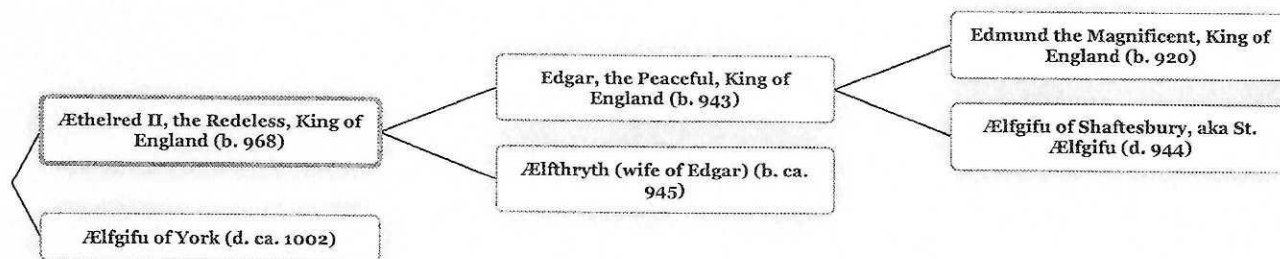 Edmund the Magnificent, King of
England (b. 920)
Edgar, the Peaceful, King of
England (b. 943)
Æthelred II, the Redeless, King of
England (b. 968)
Ælfgifu of Shaftesbury, aka St.
Ælfgifu (d. 944)
Ælfthryth (wife of Edgar) (b. ca.
945)
Ælfgifu of York (d. ca. 1002)